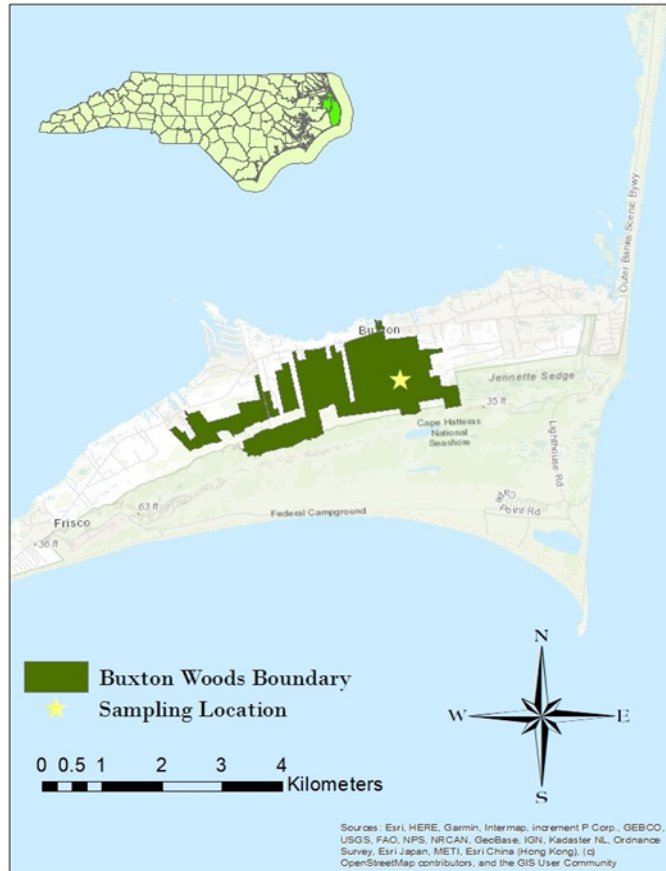 Outer Banks Scenic Bywy
Buxton
Jennette Sedge
35 ft
Cape Hatteras
National
Seashore
Lighthouse Rd
63 ft
Federal Campground
Cape
Point Rd
Frisco
36 ft
Buxton Woods Boundary
Sampling Location
0 0.5 1 2 3 4
Kilometers
N
W E
S
Sources: Esri, HERE, Garmin, Intermap, increment P Corp., GEBCO,
USGS, FAO, NPS, NRCAN, GeoBase, IGN, Kadaster NL, Ordnance
Survey, Esri Japan, METI, Esri China (Hong Kong), (c)
OpenStreetMap contributors, and the GIS User Community